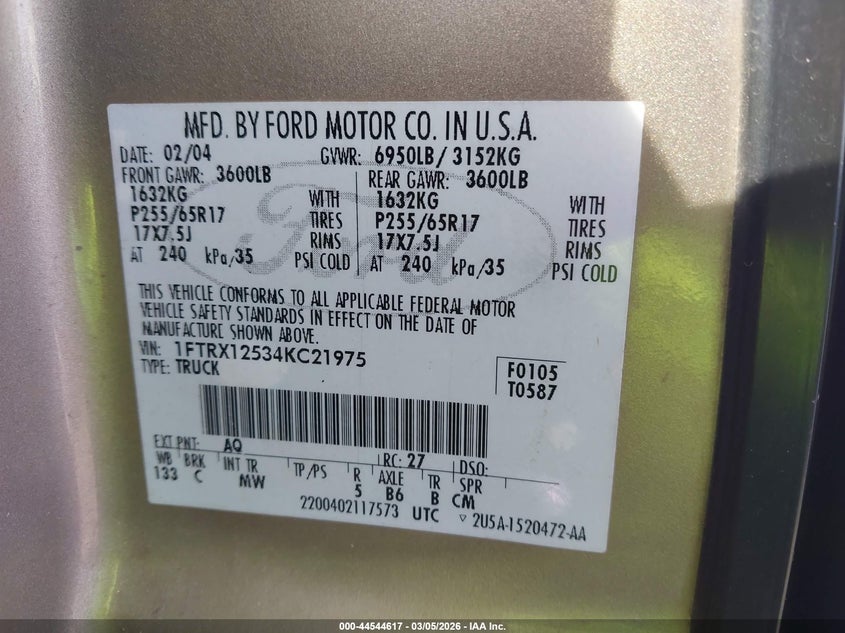 MFD. BY FORD MOTOR CO. IN U.S.A.
DATE: 02/04 GVWR: 6950LB/ 3152KG
FRONT GAWR: 3600LB REAR GAWR: 3600LB
1632KG WITH 1632KG WITH
P255/65R17 TIRES P255/65R17 TIRES
17X7.5J RIMS 17X7.5J RIMS
AT 240 kPa/35 PSI COLD AT 240 kPa/35 PSI COLD
Ford
THIS VEHICLE CONFORMS TO ALL APPLICABLE FEDERAL MOTOR
VEHICLE SAFETY STANDARDS IN EFFECT ON THE DATE OF
MANUFACTURE SHOWN ABOVE.
VIN: 1FTRX12534KC21975
TYPE: TRUCK
F0105
T0587
EXT PNT: AQ RC: 27 DSO:
WB BRK INT TR TP/PS R AXLE TR SPR
133 C MW 5 B6 B CM
2200402117573 UTC ▽ 2U5A-1520472-AA
000-44544617 - 03/05/2026 - IAA Inc.